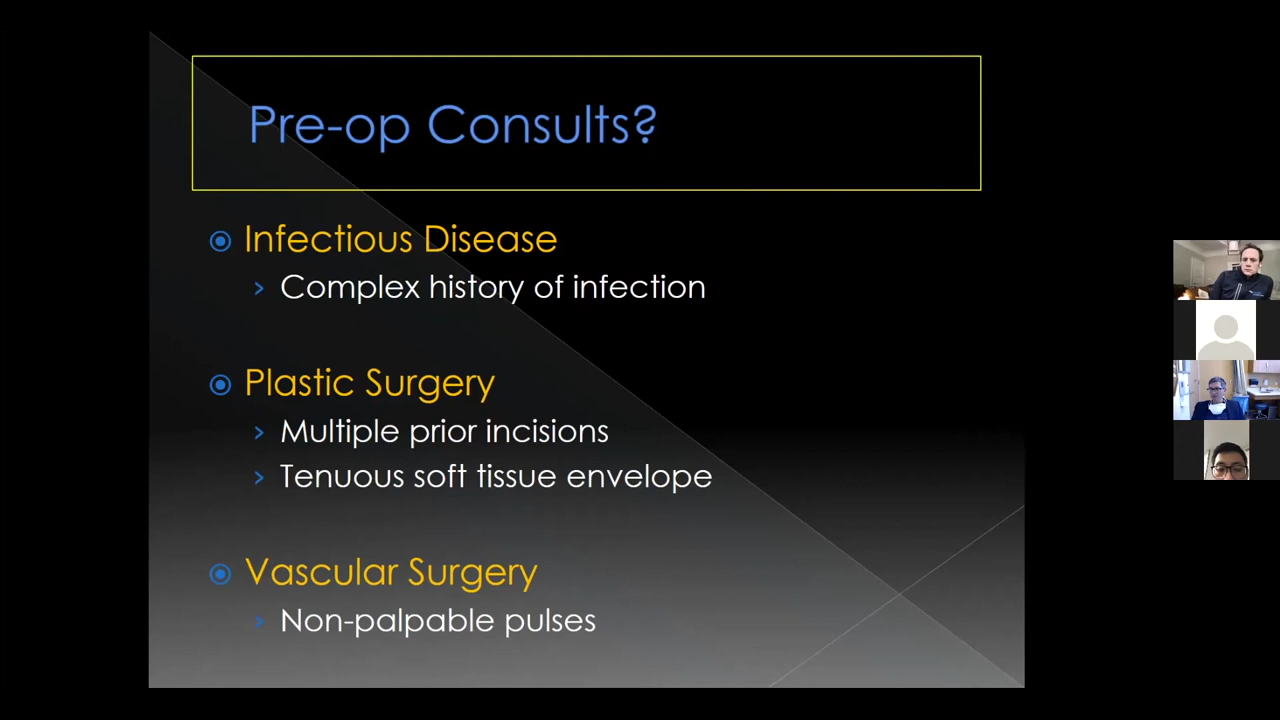 Pre-op Consults?
Infectious Disease
Complex history of infection
Plastic Surgery
Multiple prior incisions
Tenuous soft tissue envelope
Vascular Surgery
Non-palpable pulses